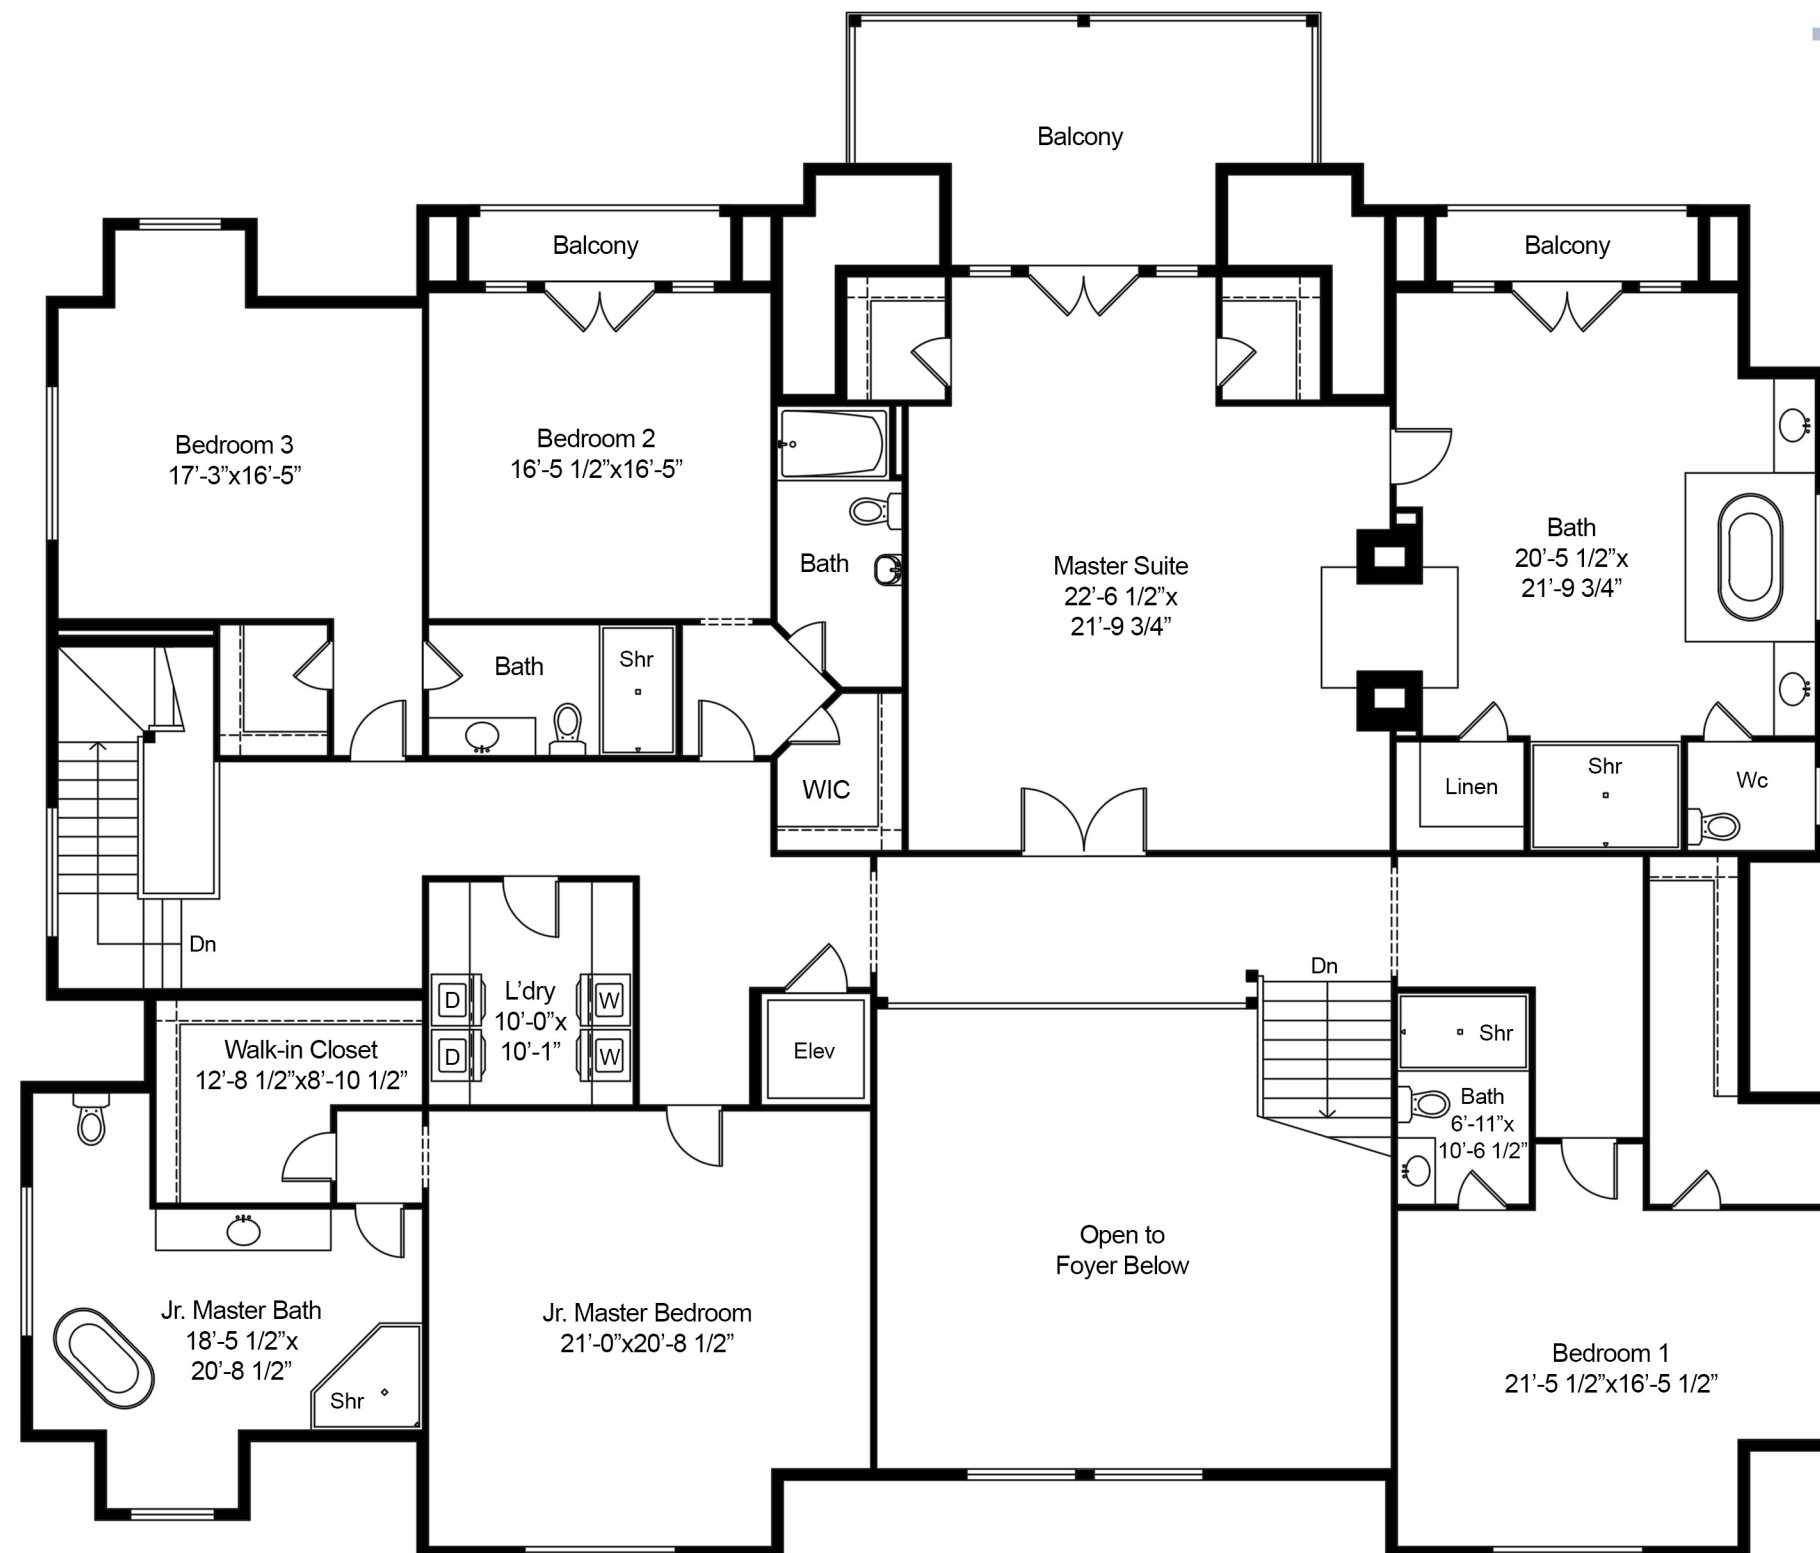 Balcony
Balcony
Balcony
Bedroom 3
17’-3”x16’-5”
Bedroom 2
16’-5 1/2”x16’-5”
Bath
Master Suite
22’-6 1/2”x
21’-9 3/4”
Bath
20’-5 1/2”x
21’-9 3/4”
Bath
Shr
WIC
Linen
Shr
Wc
Dn
D
D
L’dry
10’-0”x
10’-1”
W
W
Elev
Dn
Walk-in Closet
12’-8 1/2”x8’-10 1/2”
Shr
Bath
6’-11”x
10’-6 1/2”
Open to
Foyer Below
Jr. Master Bath
18’-5 1/2”x
20’-8 1/2”
Shr
Jr. Master Bedroom
21’-0”x20’-8 1/2”
Bedroom 1
21’-5 1/2”x16’-5 1/2”